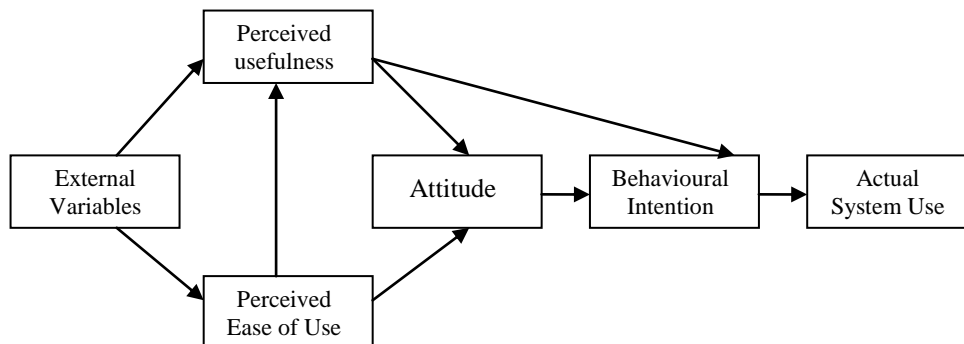 Perceived
usefulness
External
Variables
Attitude
Behavioural
Intention
Actual
System Use
Perceived
Ease of Use